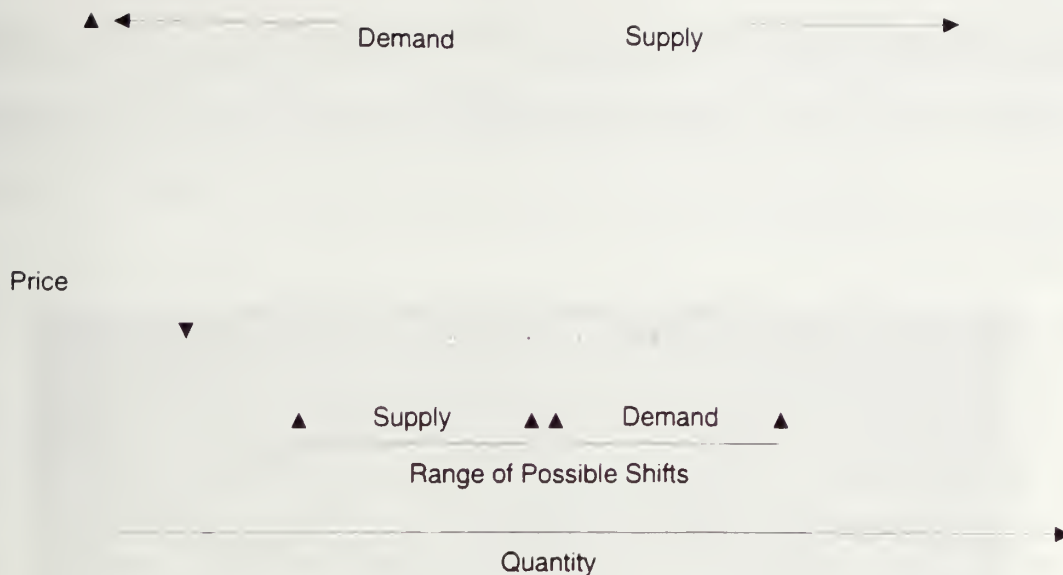 Demand Supply
Price
Supply Demand
Range of Possible Shifts
Quantity